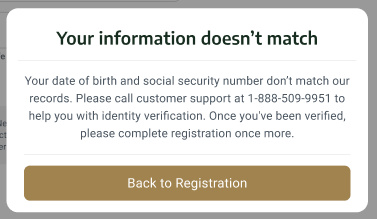 Your information doesn’t match
Your date of birth and social security number don’t match our
records. Please call customer support at 1-888-509-9951 to
help you with identity verification. Once you've been verified,
please complete registration once more.
Back to Registration